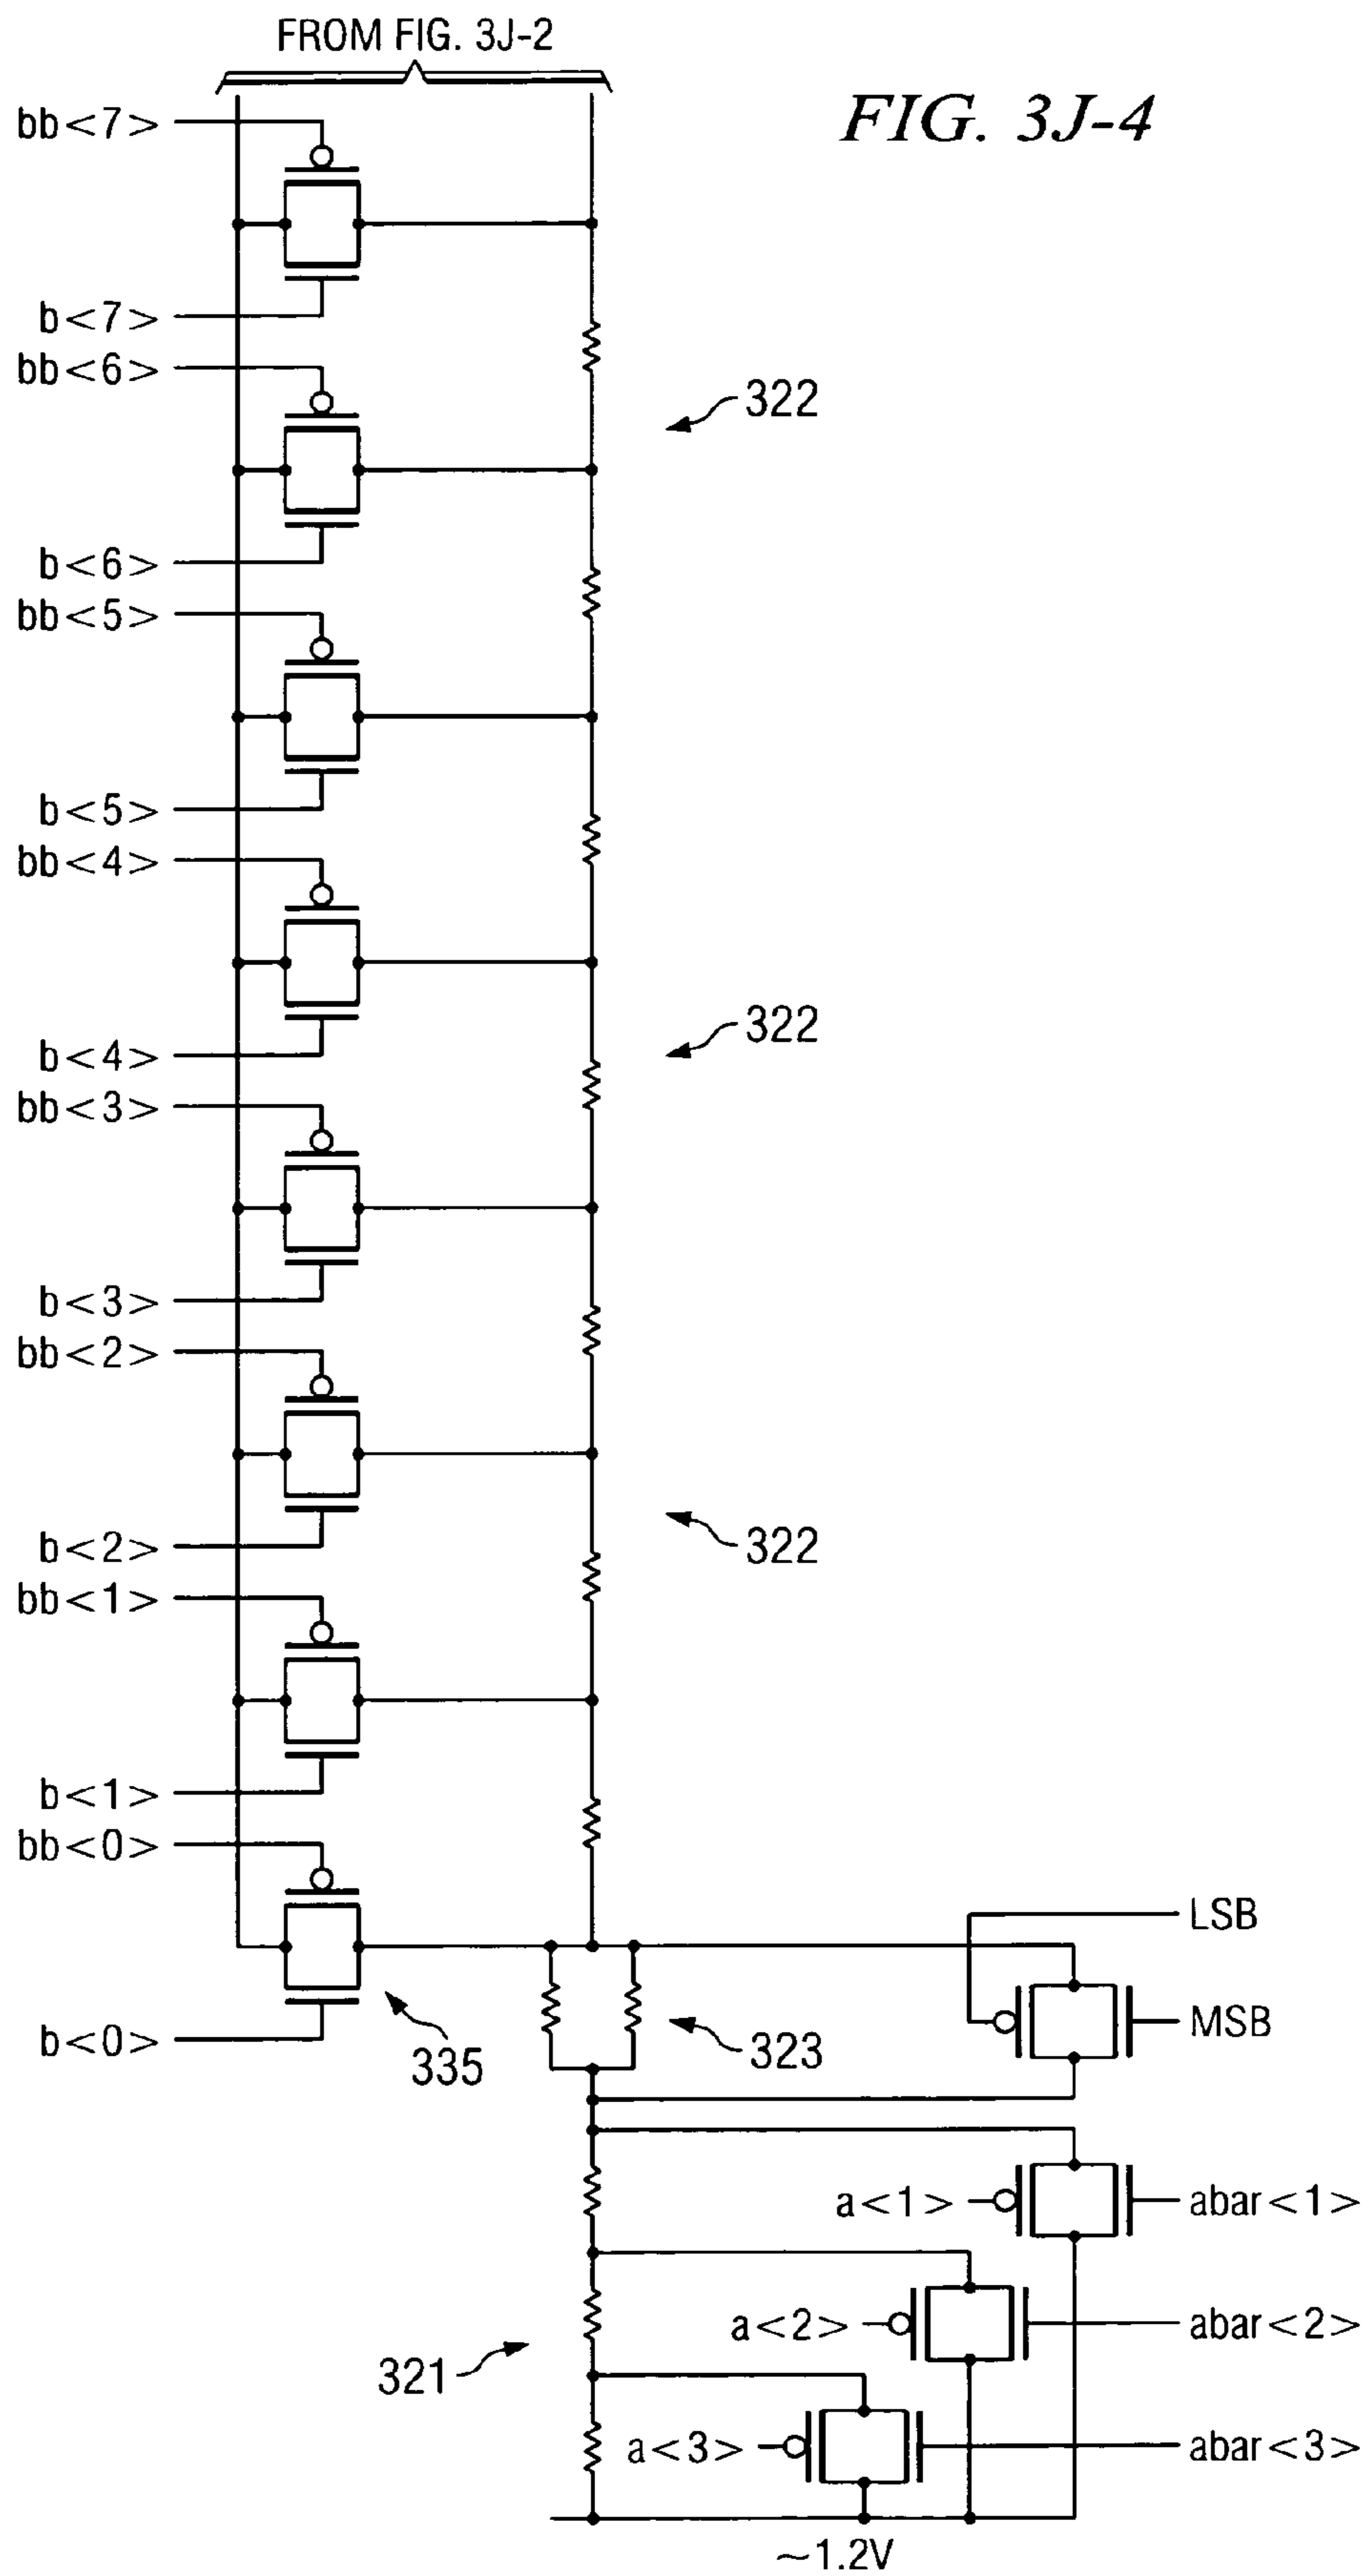 FROM FIG. 3J-2
FIG. 3J-4
bb<7>
b<7>
bb<6>
322
b<6>
bb<5>
b<5>
bb<4>
322
b<4>
bb<3>
b<3>
bb<2>
322
b<2>
bb<1>
b<1>
bb<0>
LSB
MSB
b<0>
335
323
a<1>
abar<1>
a<2>
abar<2>
321
a<3>
abar<3>
~1.2V